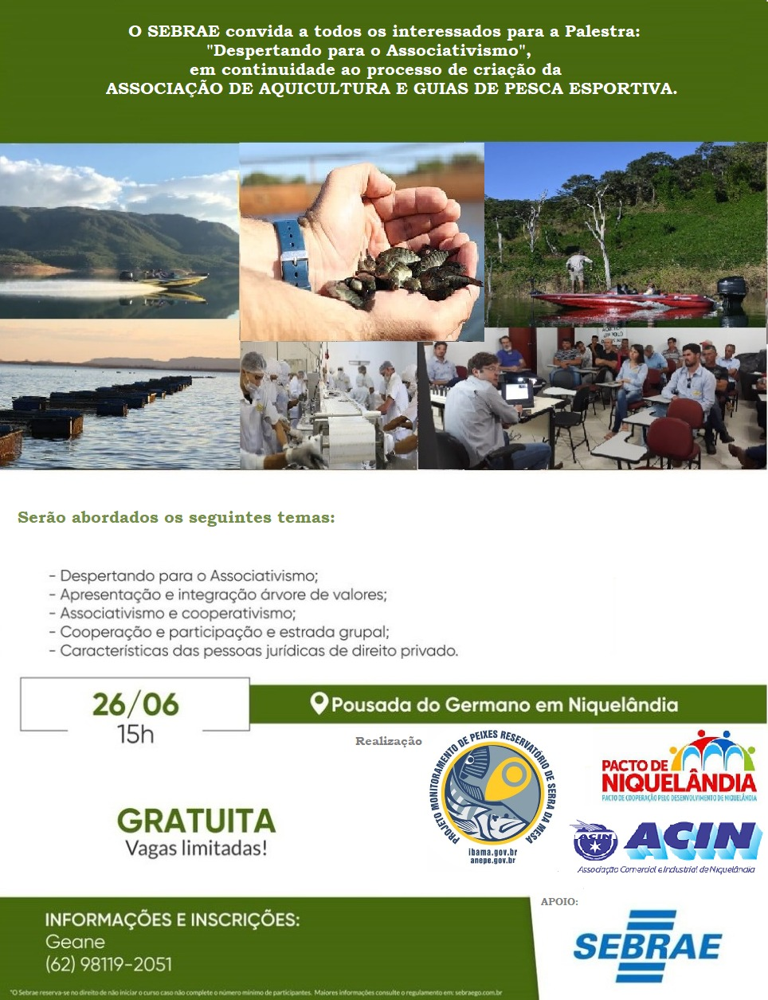 O SEBRAE convida a todos os interessados para a Palestra:
"Despertando para o Associativismo",
em continuidade ao processo de criação da
ASSOCIAÇÃO DE AQUICULTURA E GUIAS DE PESCA ESPORTIVA.
Serão abordados os seguintes temas:
- Despertando para o Associativismo;
- Apresentação e integração árvore de valores;
- Associativismo e cooperativismo;
- Cooperação e participação e estrada grupal;
- Características das pessoas jurídicas de direito privado.
26/06
15h
Pousada do Germano em Niquelândia
Realização
PROJETO MONITORAMENTO DE PEIXES RESERVATÓRIO DE SERRA DA MESA
ibama.gov.br
anepe.gov.br
PACTO DE
NIQUELÂNDIA
PACTO DE COOPERAÇÃO PELO DESENVOLVIMENTO DE NIQUELÂNDIA
ACIN
ACIN
Associação Comercial e Industrial de Niquelândia
GRATUITA
Vagas limitadas!
INFORMAÇÕES E INSCRIÇÕES:
Geane
(62) 98119-2051
APOIO:
SEBRAE
*O Sebrae reserva-se no direito de não iniciar o curso caso não complete o número mínimo de participantes. Maiores informações consulte o regulamento em: sebraego.com.br